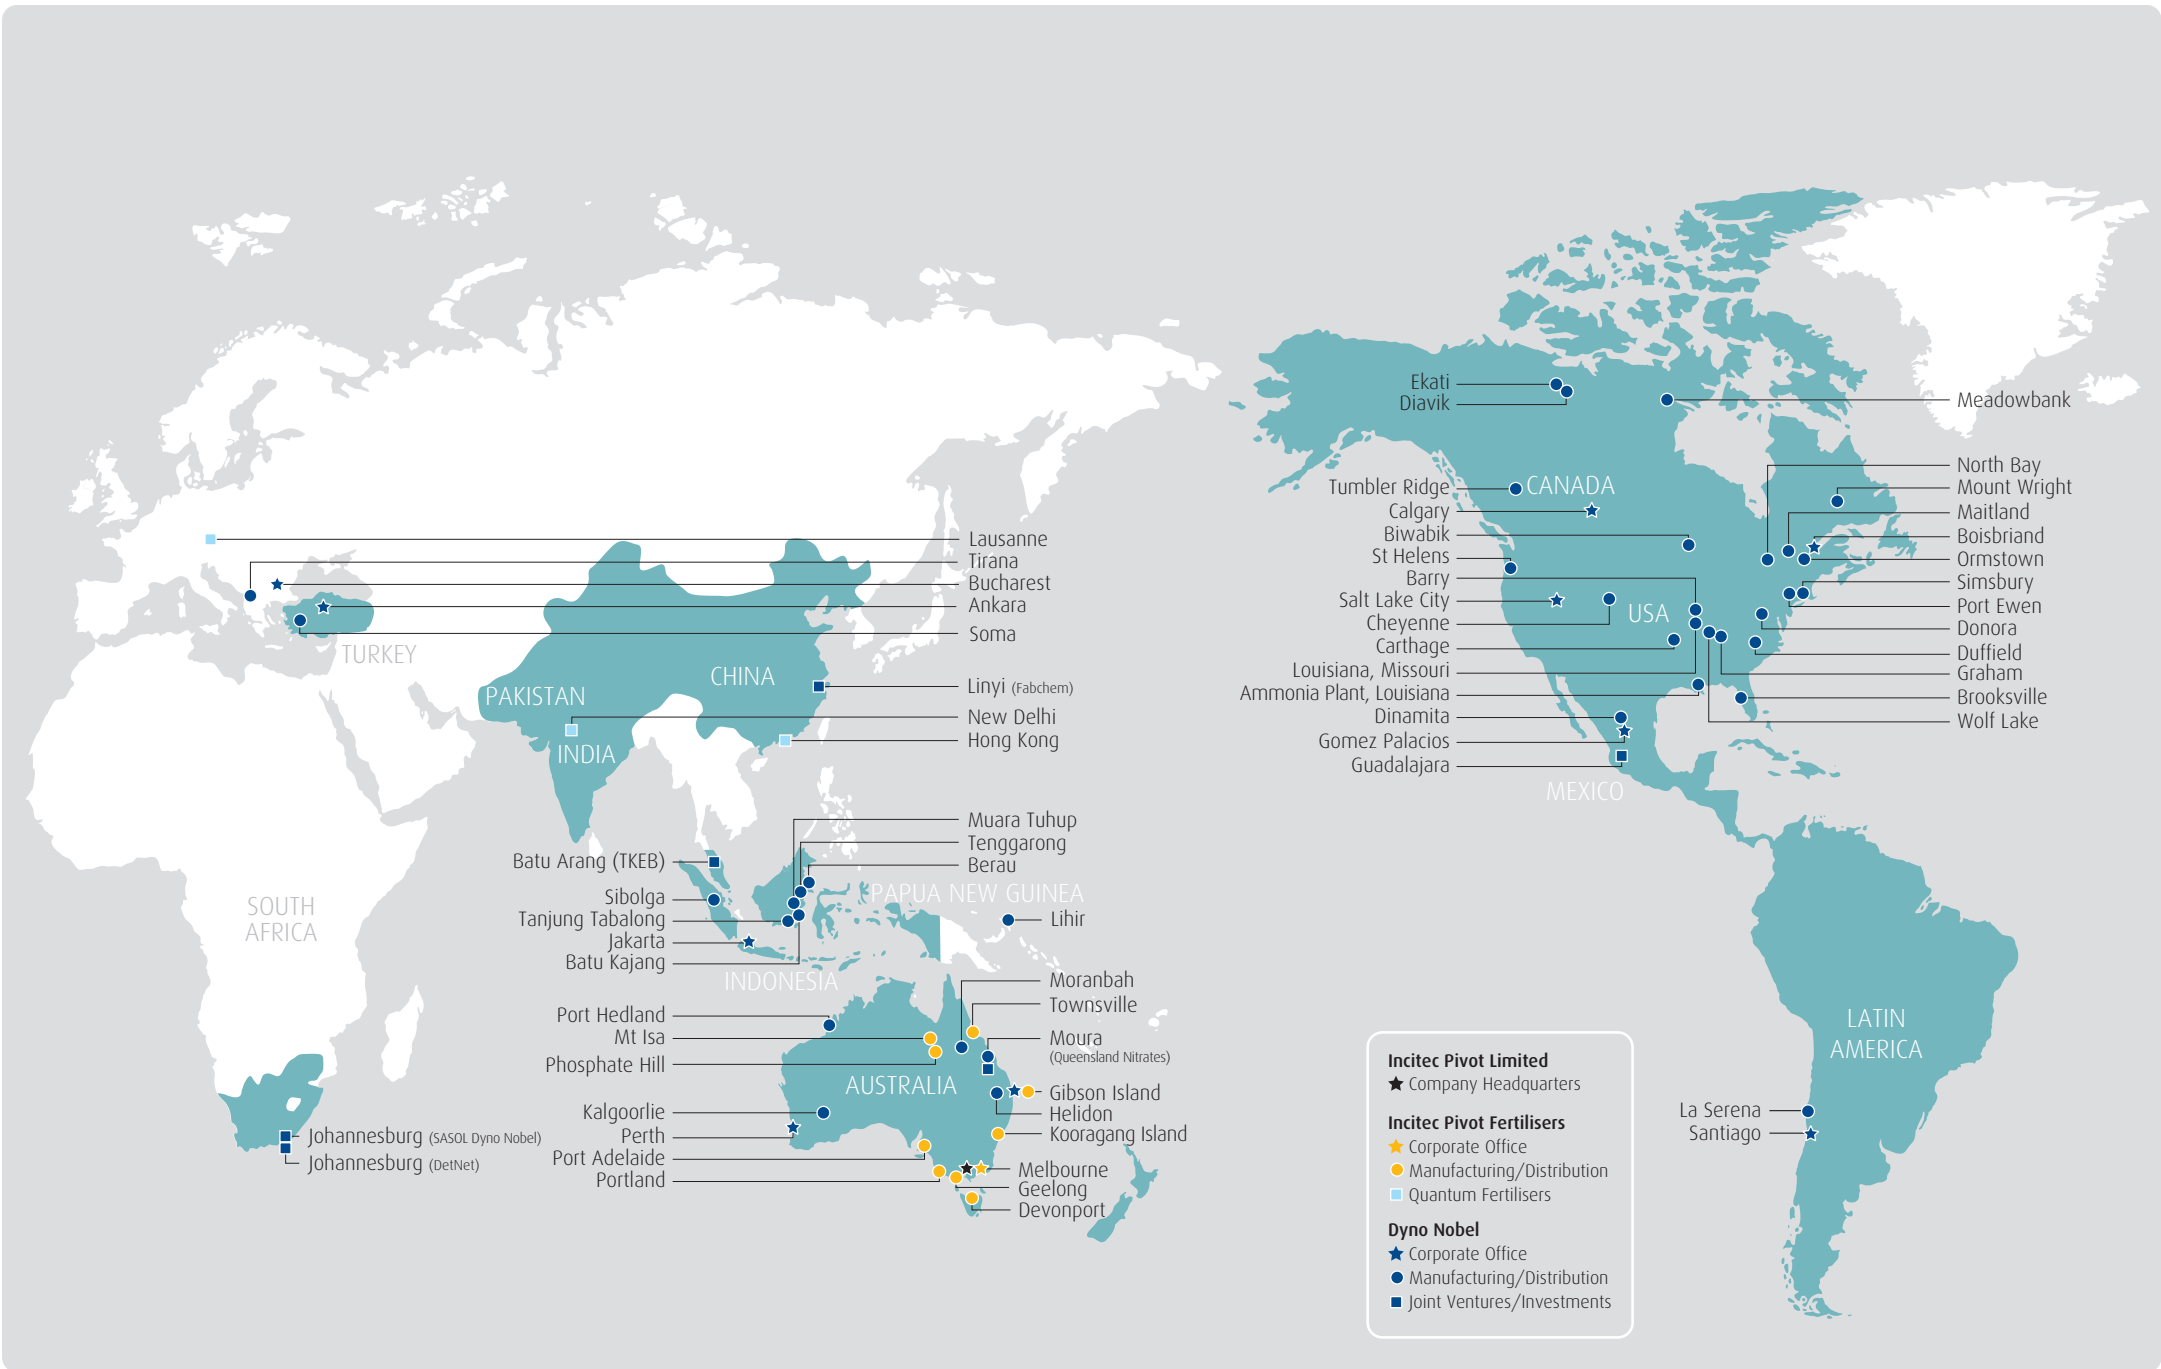 Lausanne
Tirana
Bucharest
Ankara
Soma
TURKEY
PAKISTAN
CHINA
INDIA
Linyi (Fabchem)
New Delhi
Hong Kong
Muara Tuhup
Tenggarong
Berau
Batu Arang (TKEB)
Sibolga
Tanjung Tabalong
Jakarta
Batu Kajang
PAPUA NEW GUINEA
Lihir
INDONESIA
SOUTH
AFRICA
Johannesburg (SASOL Dyno Nobel)
Johannesburg (DetNet)
Port Hedland
Mt Isa
Phosphate Hill
Kalgoorlie
Perth
Port Adelaide
Portland
AUSTRALIA
Moranbah
Townsville
Moura
(Queensland Nitrates)
Gibson Island
Helidon
Kooragang Island
Melbourne
Geelong
Devonport
Ekati
Diavik
Tumbler Ridge
Calgary
Biwabik
St Helens
Barry
Salt Lake City
Cheyenne
Carthage
Louisiana, Missouri
Ammonia Plant, Louisiana
Dinamita
Gomez Palacios
Guadalajara
CANADA
USA
MEXICO
Meadowbank
North Bay
Mount Wright
Maitland
Boisbriand
Ormstown
Simsbury
Port Ewen
Donora
Duffield
Graham
Brooksville
Wolf Lake
LATIN
AMERICA
La Serena
Santiago
Incitec Pivot Limited
Company Headquarters
Incitec Pivot Fertilisers
Corporate Office
Manufacturing/Distribution
Quantum Fertilisers
Dyno Nobel
Corporate Office
Manufacturing/Distribution
Joint Ventures/Investments